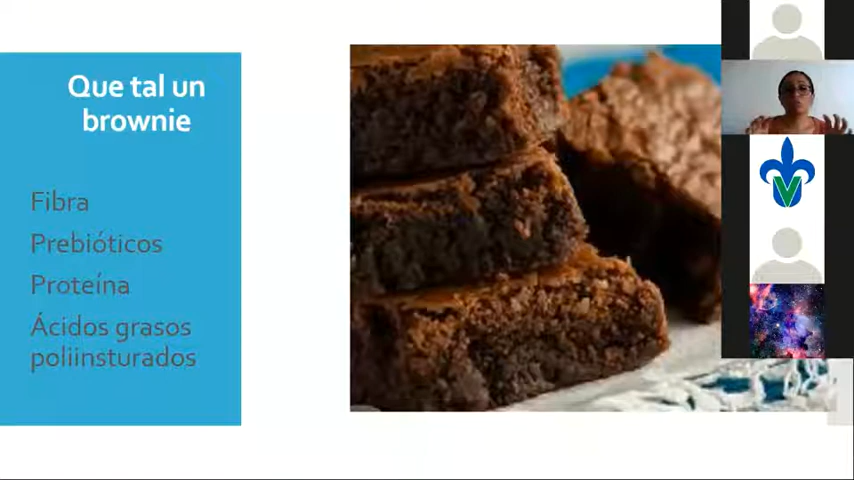 Que tal un
brownie
Fibra
Prebióticos
Proteína
Ácidos grasos
poliinsturados